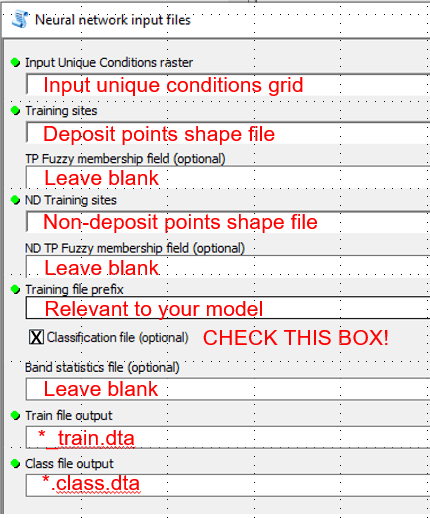 Neural network input files
Input Unique Conditions raster
Input unique conditions grid
Training sites
Deposit points shape file
TP Fuzzy membership field (optional)
Leave blank
ND Training sites
Non-deposit points shape file
ND TP Fuzzy membership field (optional)
Leave blank
Training file prefix
Relevant to your model
X Classification file (optional) CHECK THIS BOX!
Band statistics file (optional)
Leave blank
Train file output
*_train.dta
Class file output
*.class.dta